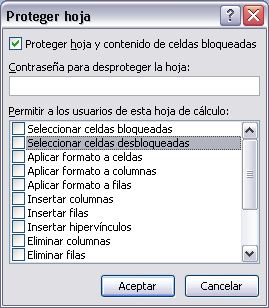 Proteger hoja
Proteger hoja y contenido de celdas bloqueadas
Contraseña para desproteger la hoja:
Permitir a los usuarios de esta hoja de cálculo:
Seleccionar celdas bloqueadas
Seleccionar celdas desbloqueadas
Aplicar formato a celdas
Aplicar formato a columnas
Aplicar formato a filas
Insertar columnas
Insertar filas
Insertar hipervínculos
Eliminar columnas
Eliminar filas
Aceptar
Cancelar